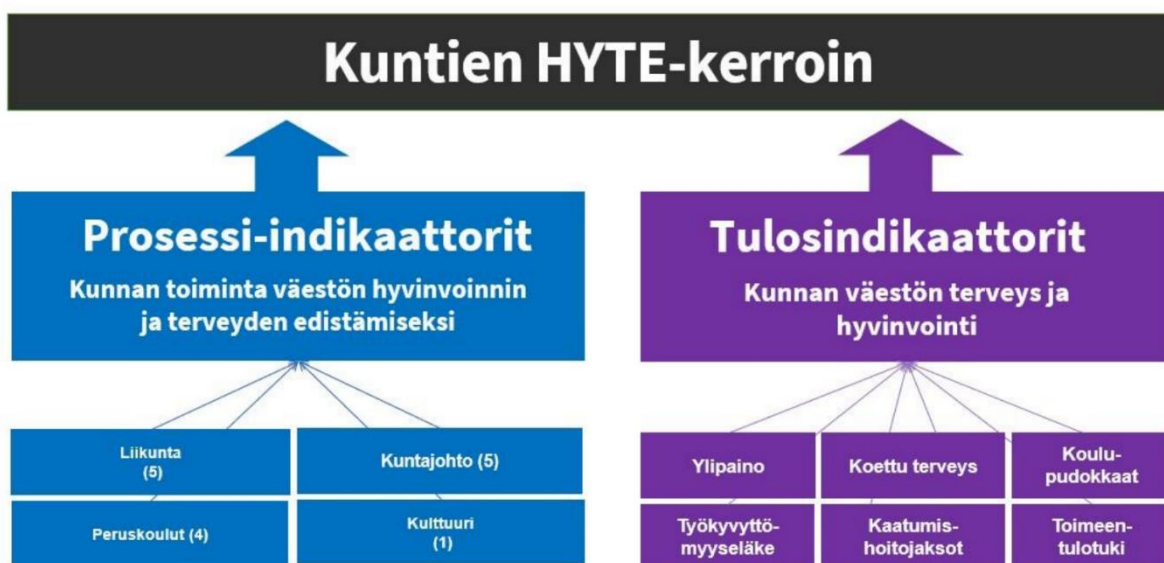 Kuntien HYTE-kerroin
Prosessi-indikaattorit
Kunnan toiminta väestön hyvinvoinnin
ja terveyden edistämiseksi
Liikunta
(5)
Kuntajohto (5)
Peruskoulut (4)
Kulttuuri
(1)
Tulosindikaattorit
Kunnan väestön terveys ja
hyvinvointi
Ylipaino
Koettu terveys
Koulu-
pudokkaat
Työkyvyttö-
myyseläke
Kaatumis-
hoitojaksot
Toimeen-
tulotuki